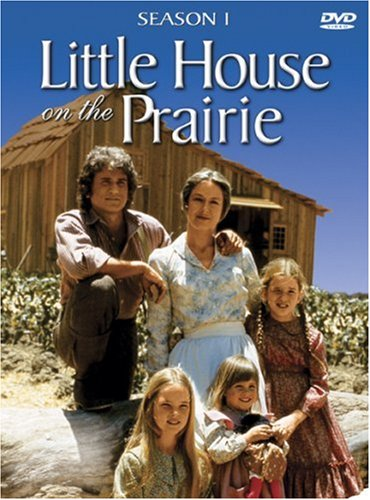 SEASON 1
DVD
VIDEO
Little House
on the Prairie